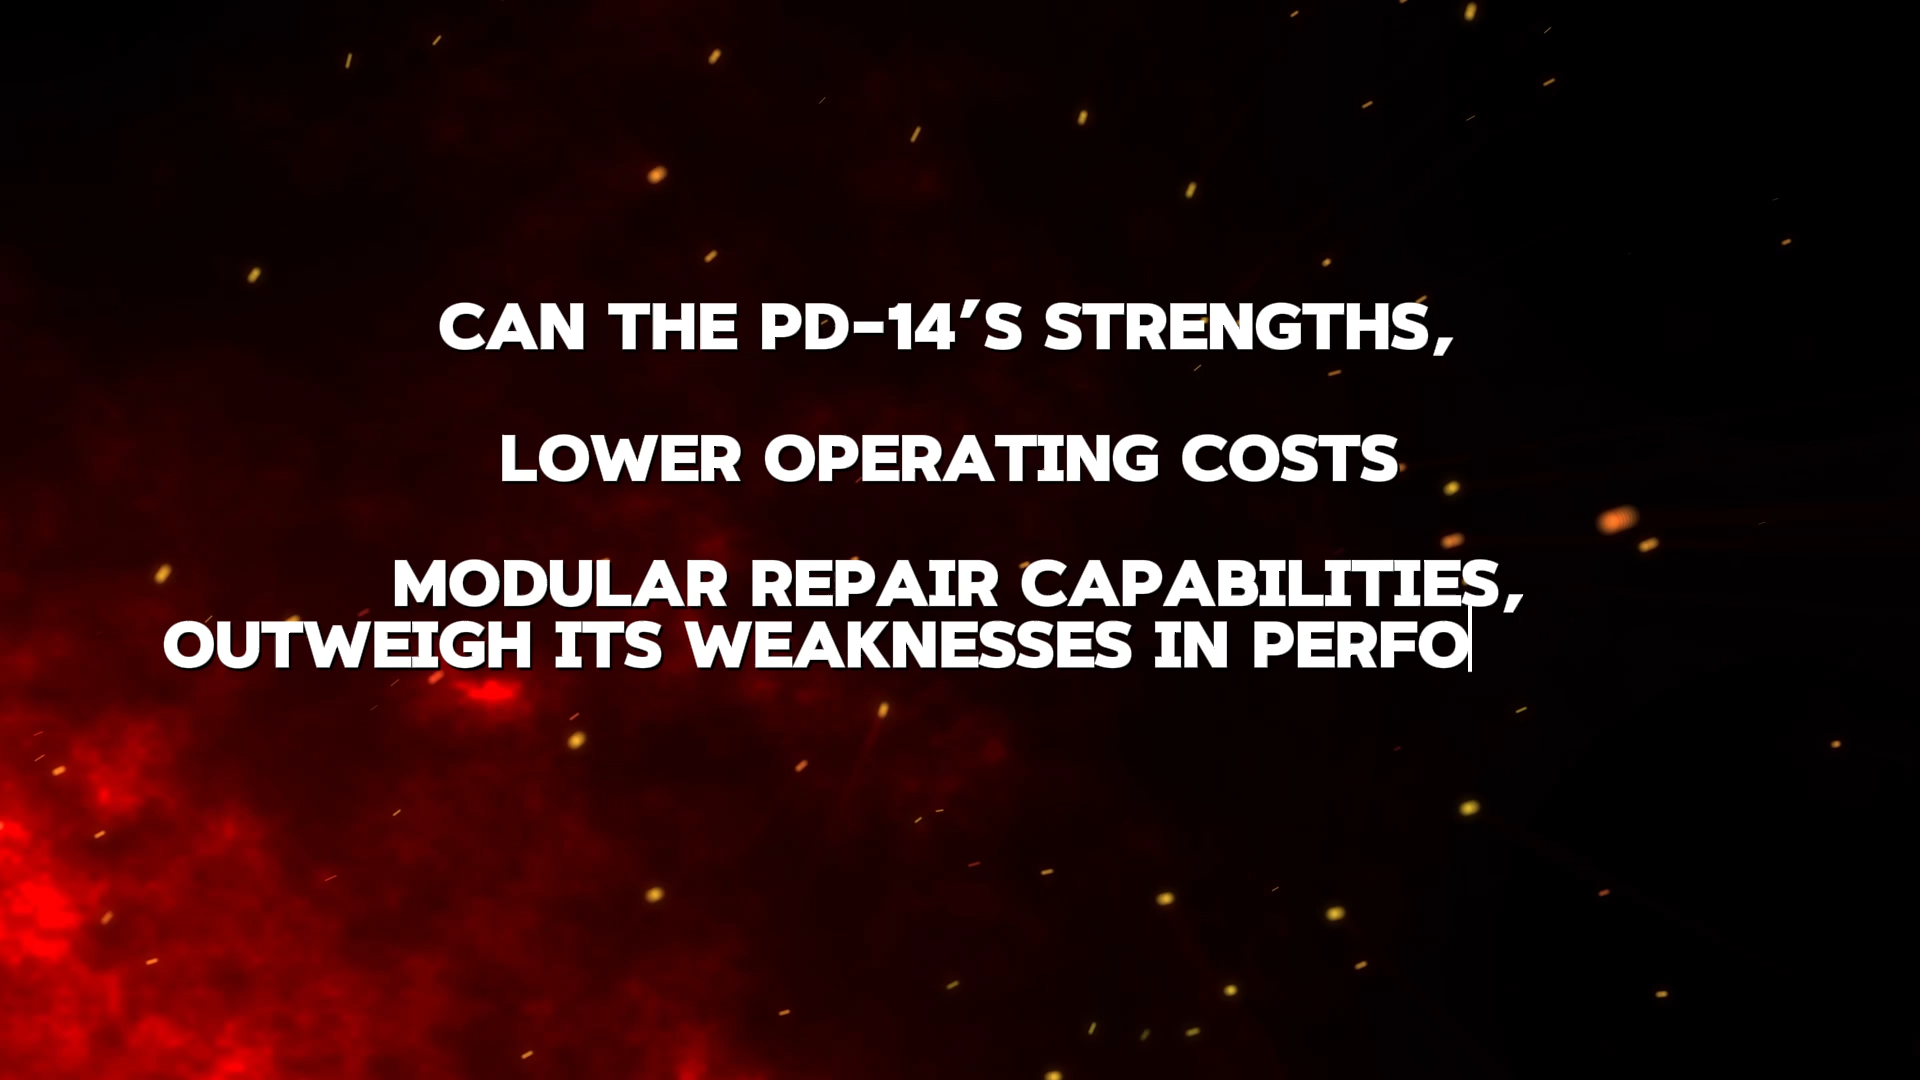 CAN THE PD-14'S STRENGTHS,
LOWER OPERATING COSTS
MODULAR REPAIR CAPABILITIES,
OUTWEIGH ITS WEAKNESSES IN PERFO